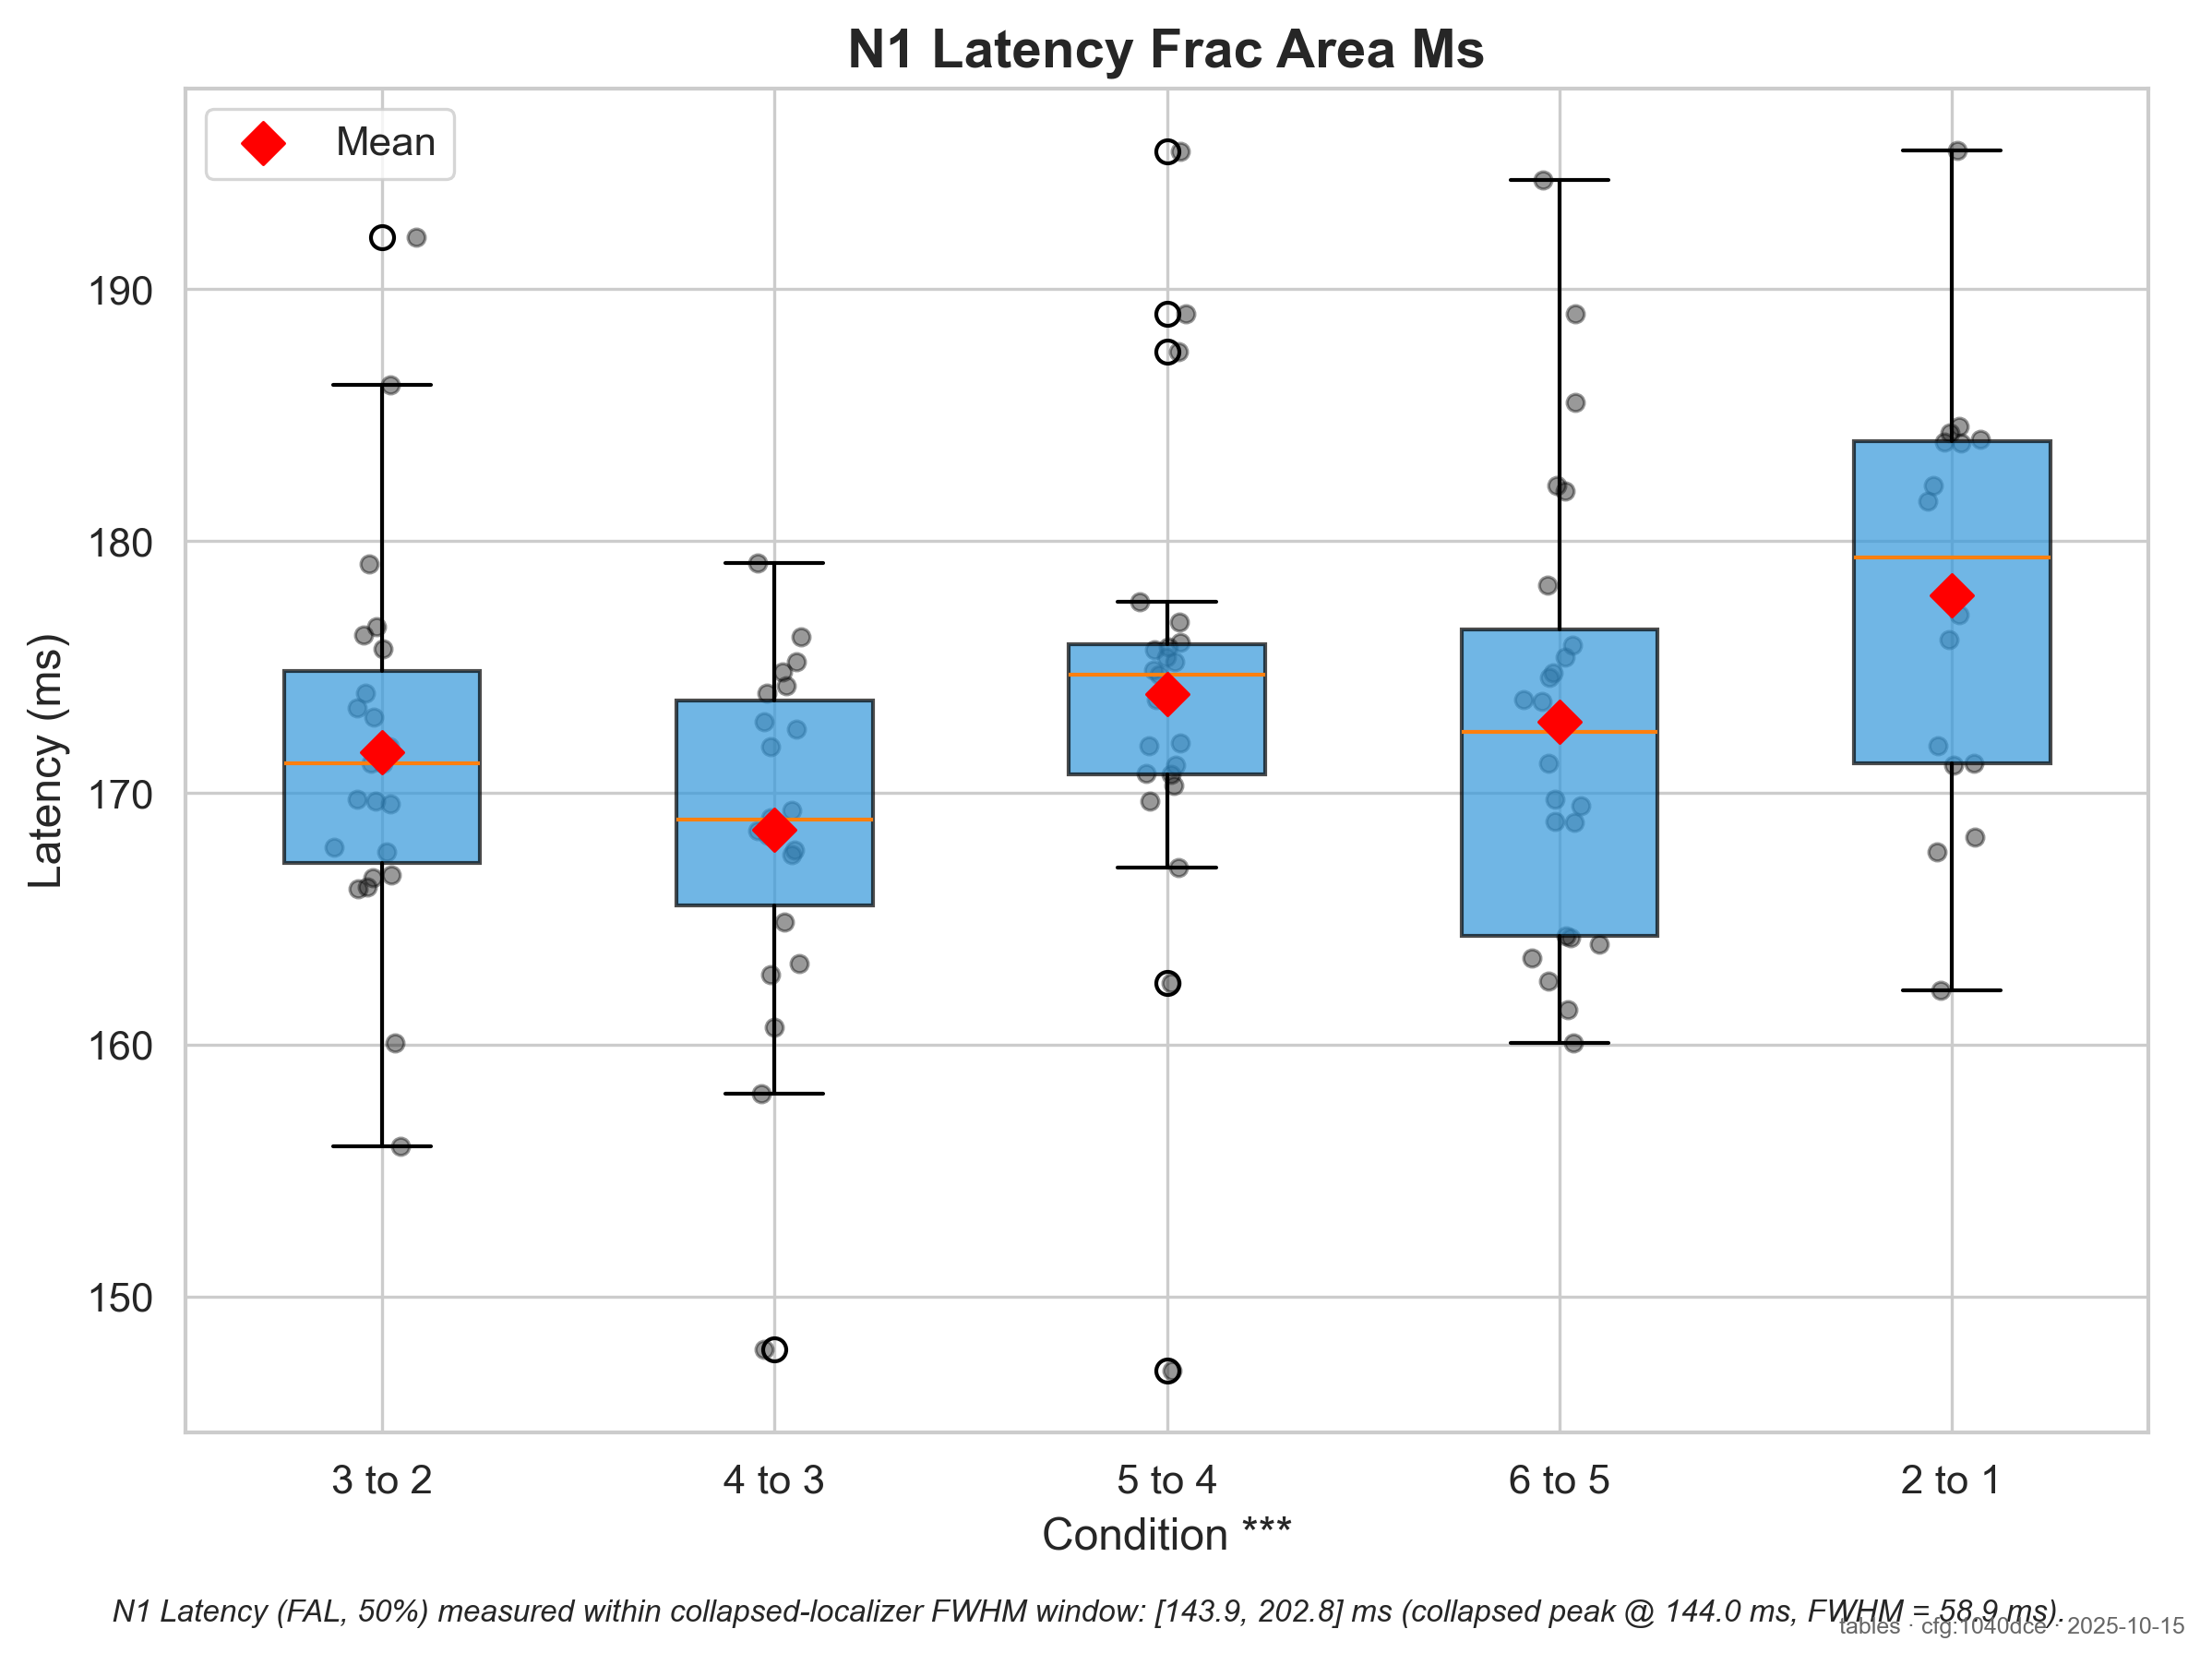 N1 Latency Frac Area Ms
Mean
Latency (ms)
190
180
170
160
150
3 to 2
4 to 3
5 to 4
6 to 5
2 to 1
Condition ***
N1 Latency (FAL, 50%) measured within collapsed-localizer FWHM window: [143.9, 202.8] ms (collapsed peak @ 144.0 ms, FWHM = 58.9 ms).
tables · cfg:1040dce · 2025-10-15